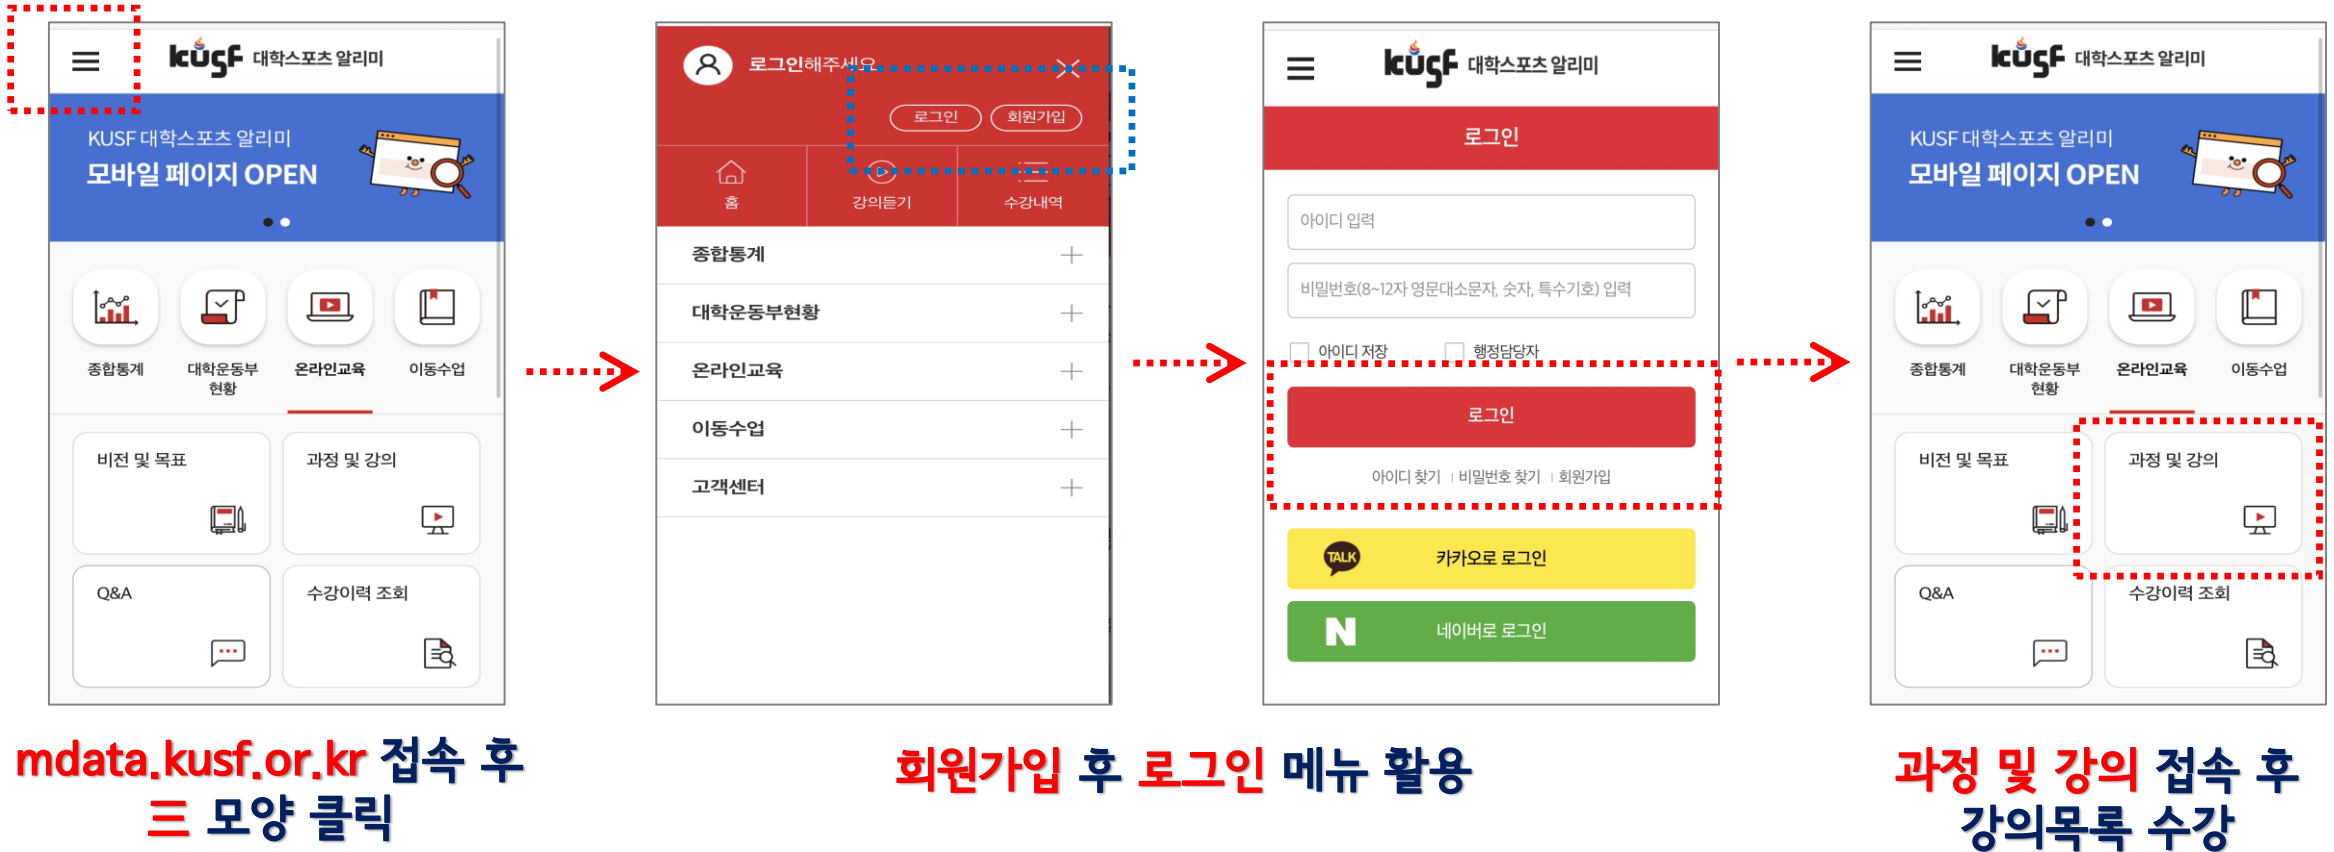 kusf 대학스포츠 알리미
KUSF 대학스포츠 알리미
모바일 페이지 OPEN
종합통계
대학운동부
현황
온라인교육
이동수업
비전 및 목표
과정 및 강의
Q&A
수강이력 조회
mdata.kusf.or.kr 접속 후
三 모양 클릭
로그인해주세요
로그인
회원가입
홈
강의듣기
수강내역
종합통계
대학운동부현황
온라인교육
이동수업
고객센터
kusf 대학스포츠 알리미
로그인
아이디 입력
비밀번호(8~12자 영문대소문자, 숫자, 특수기호) 입력
아이디 저장
행정담당자
로그인
아이디 찾기 | 비밀번호 찾기 | 회원가입
TALK 카카오로 로그인
N 네이버로 로그인
회원가입 후 로그인 메뉴 활용
kusf 대학스포츠 알리미
KUSF 대학스포츠 알리미
모바일 페이지 OPEN
종합통계
대학운동부
현황
온라인교육
이동수업
비전 및 목표
과정 및 강의
Q&A
수강이력 조회
과정 및 강의 접속 후
강의목록 수강